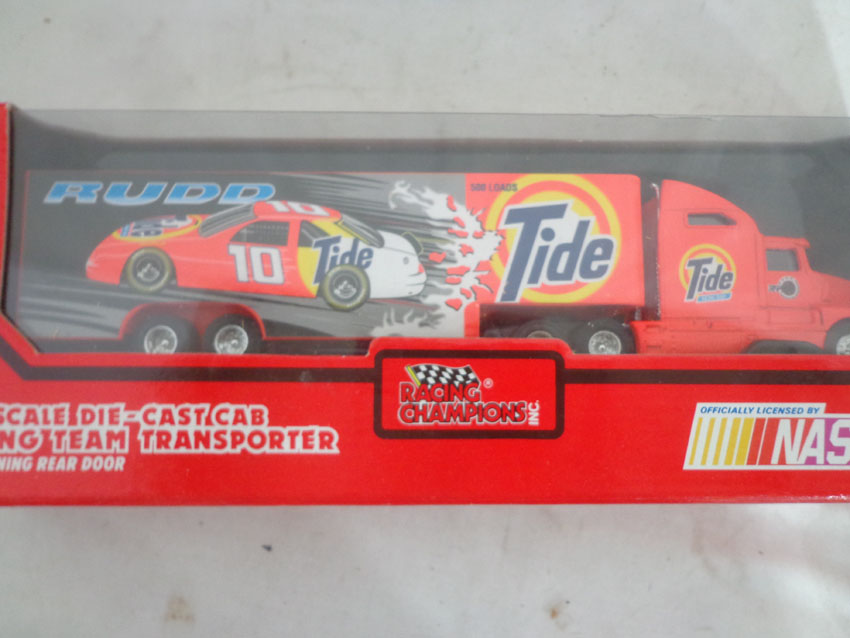 RUDD
500 LOADS
10
10
Tide
Tide
Tide
SCALE DIE-CAST CAB
NG TEAM TRANSPORTER
NING REAR DOOR
RACING
CHAMPIONS
INC.
®
OFFICIALLY LICENSED BY
NAS